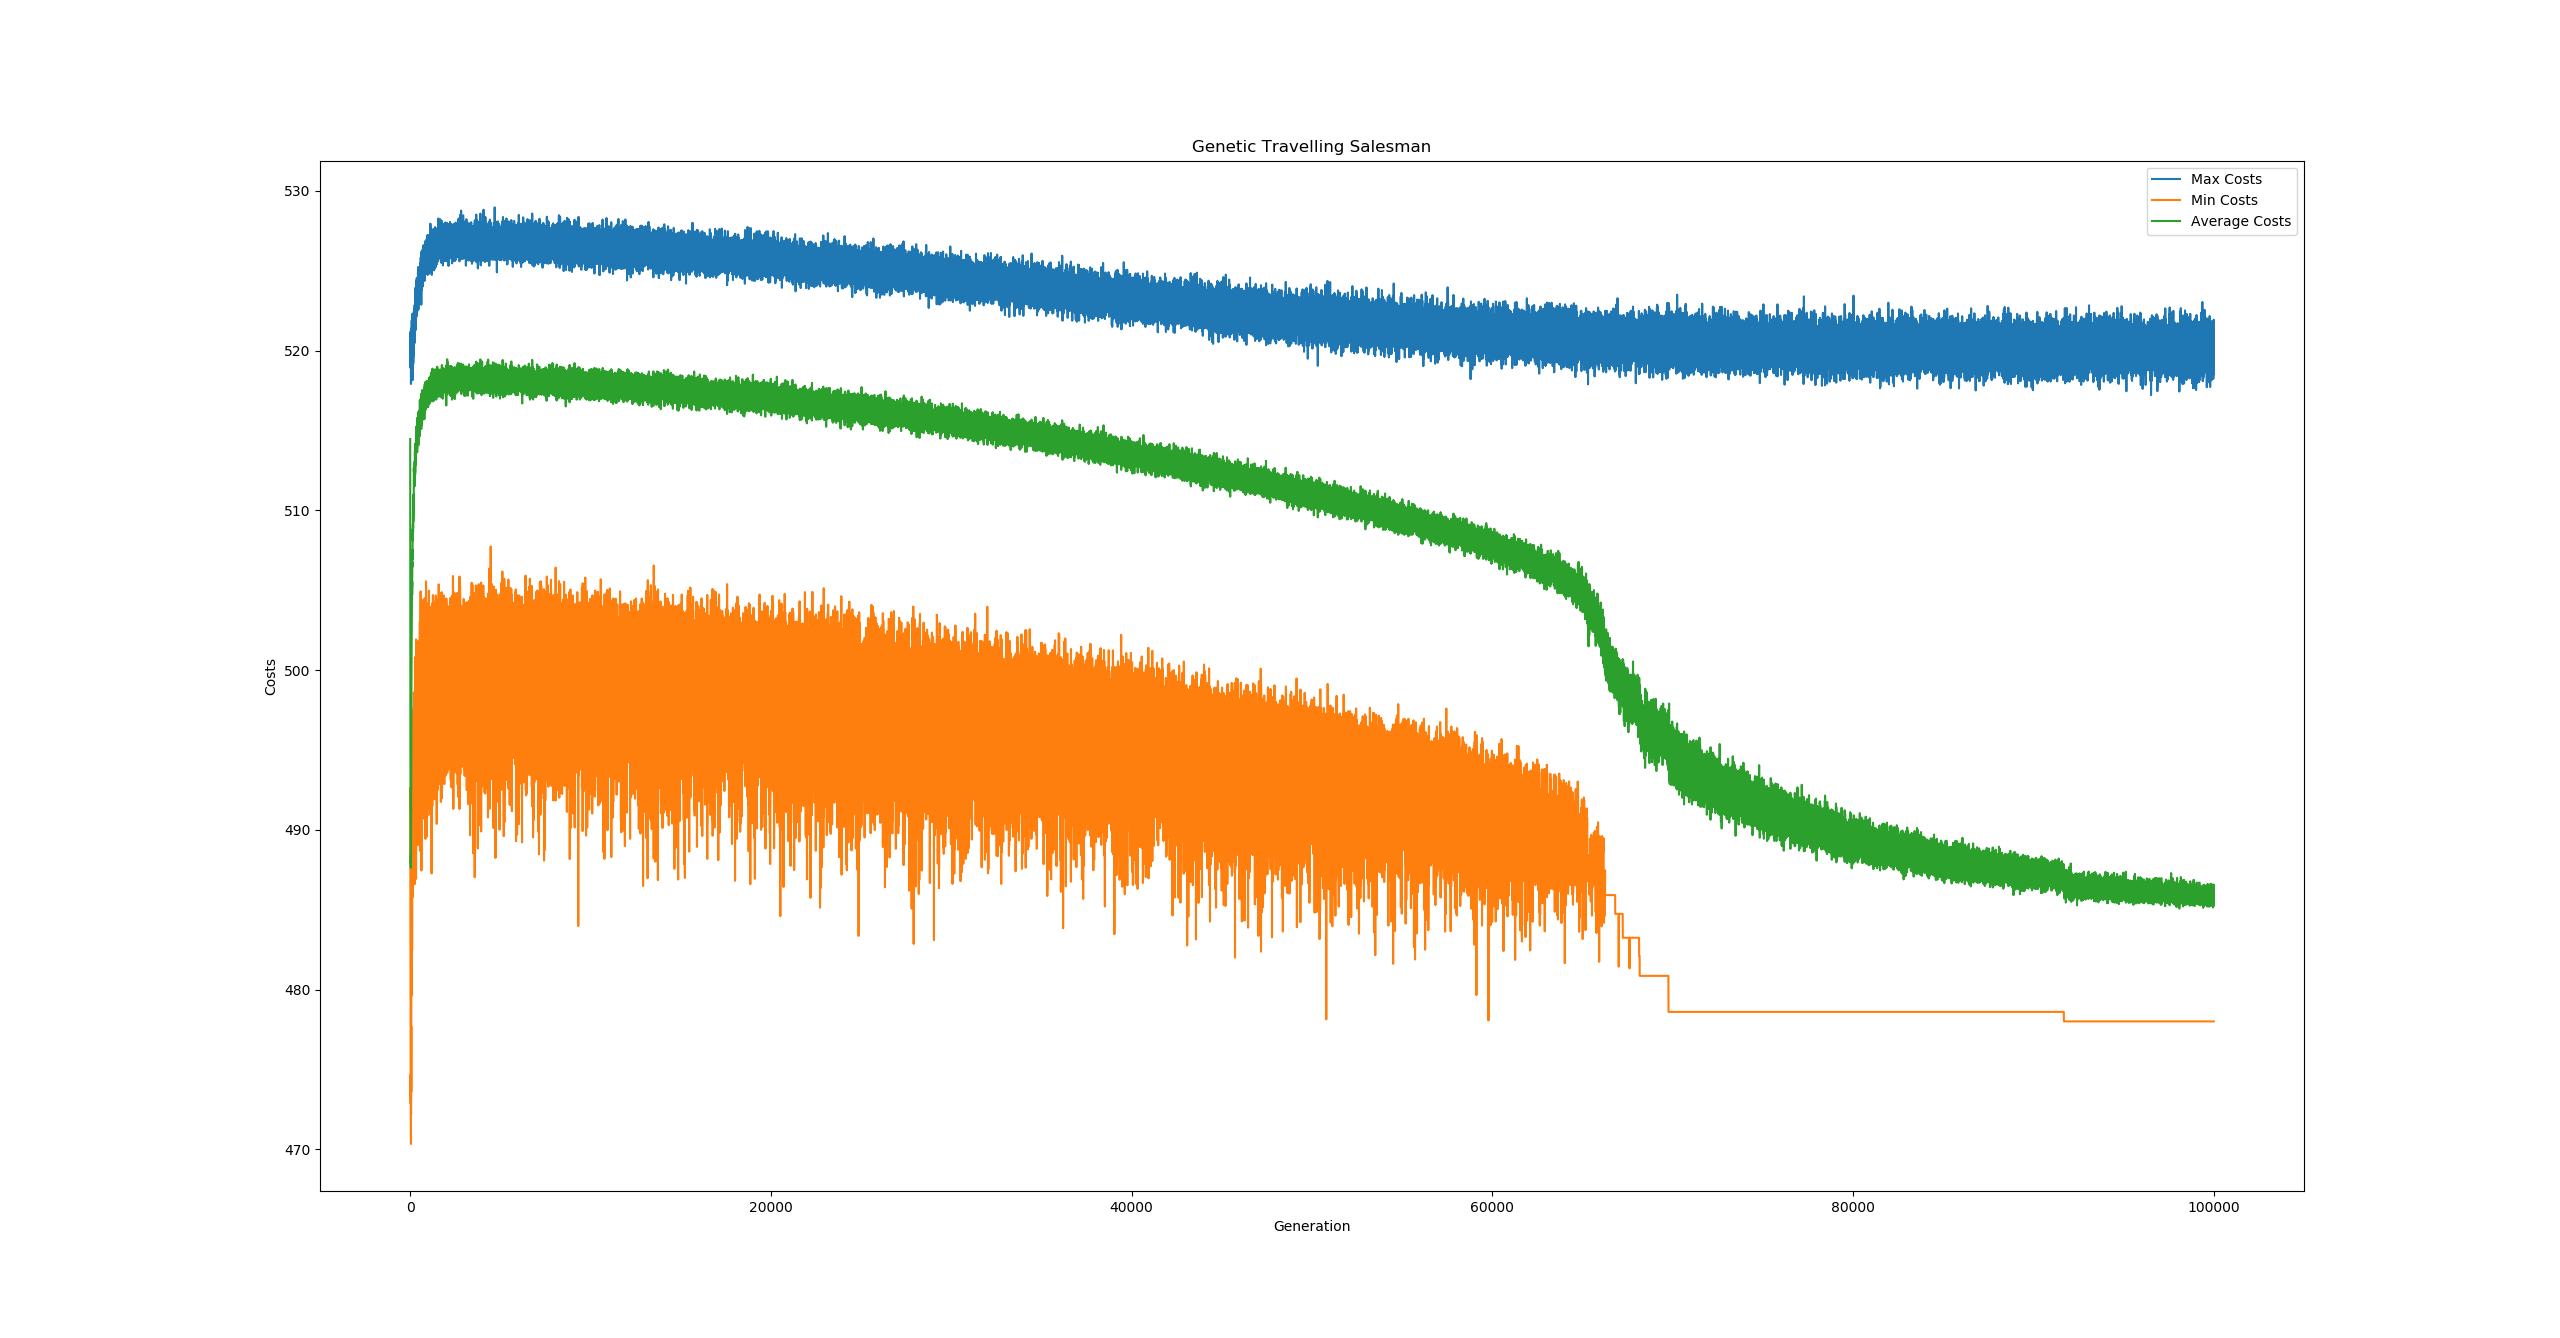 Genetic Travelling Salesman
Max Costs
Min Costs
Average Costs
530
520
510
500
490
480
470
Costs
0 20000 40000 60000 80000 100000
Generation